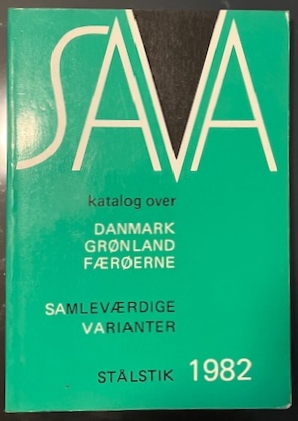 SAVA
katalog over
DANMARK
GRØNLAND
FÆRØERNE
SAMLEVÆRDIGE
VARIANTER
STÅLSTIK 1982